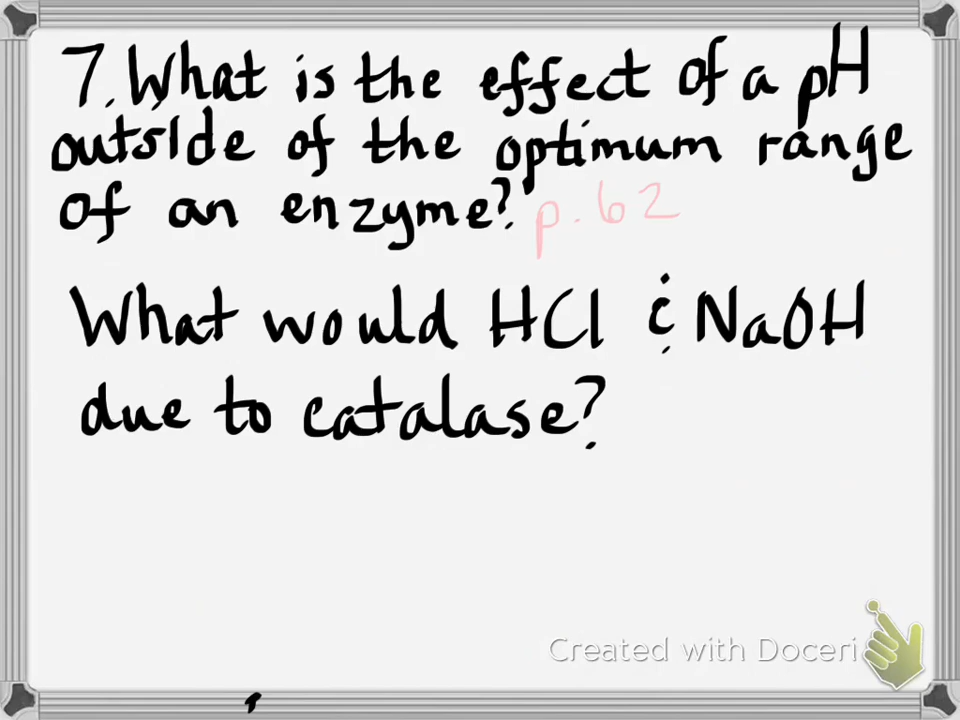 7. What is the effect of a pH
outside of the optimum range
of an enzyme? p. 62
What would HCl & NaOH
due to catalase?
Created with Doceri